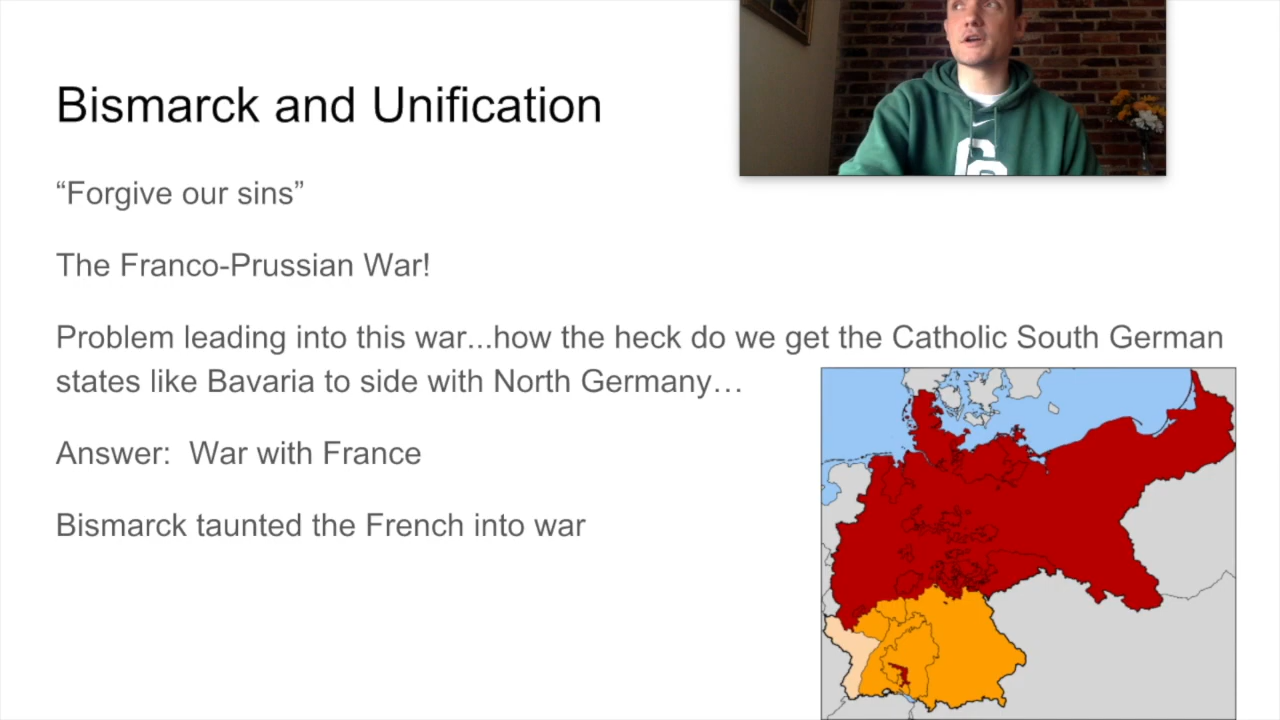 Bismarck and Unification
“Forgive our sins”
The Franco-Prussian War!
Problem leading into this war...how the heck do we get the Catholic South German
states like Bavaria to side with North Germany…
Answer:  War with France
Bismarck taunted the French into war